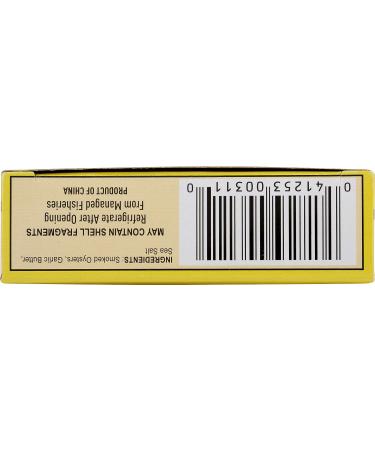 INGREDIENTS: Smoked Oysters, Garlic Butter,
Sea Salt
MAY CONTAIN SHELL FRAGMENTS
Refrigerate After Opening
From Managed Fisheries
PRODUCT OF CHINA
0 41253 00311 0